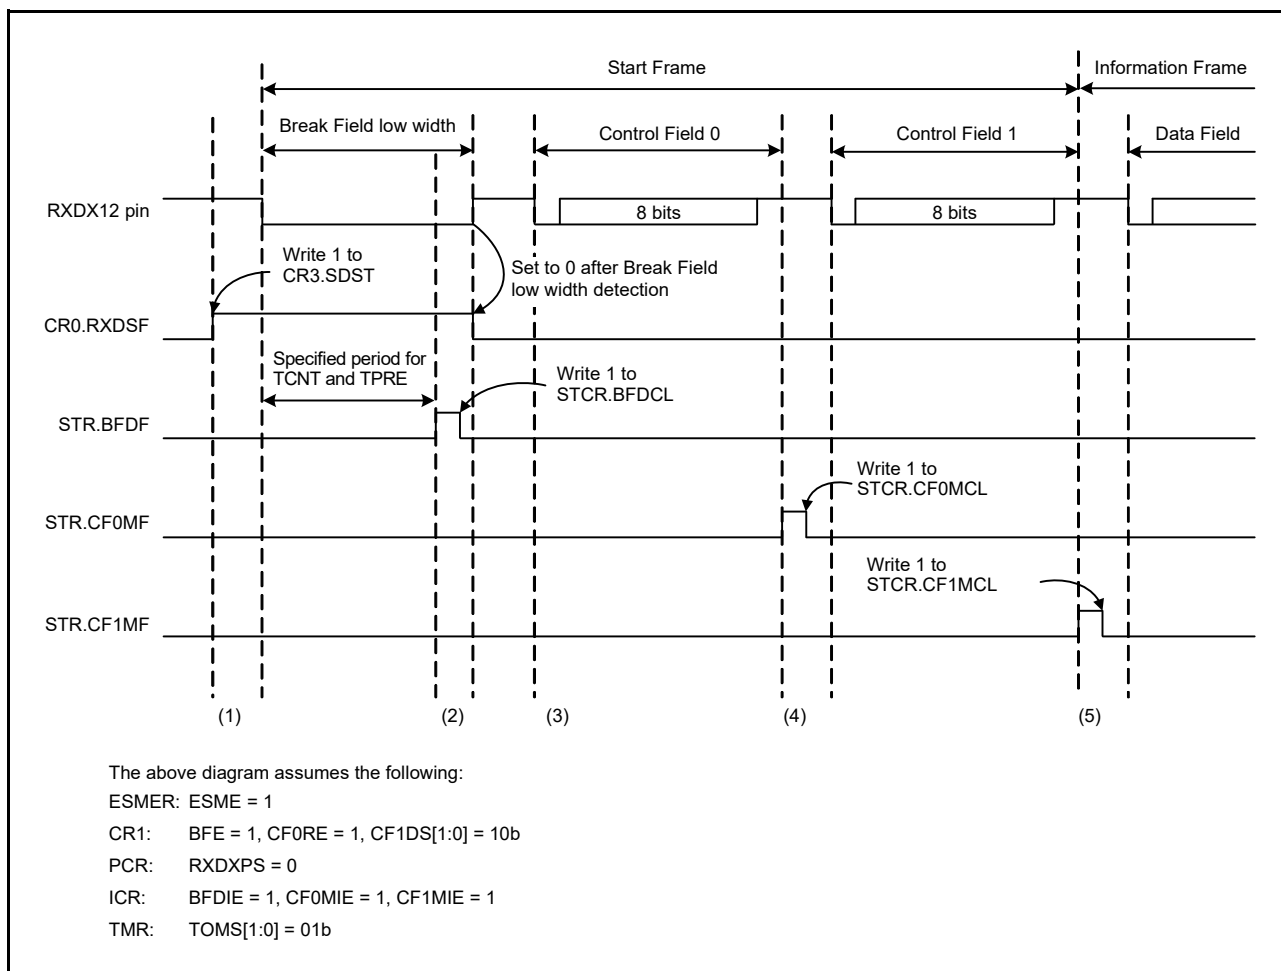 Start Frame
Information Frame
Break Field low width
Control Field 0
Control Field 1
Data Field
RXDX12 pin
8 bits
8 bits
Write 1 to
CR3.SDST
Set to 0 after Break Field
low width detection
CR0.RXDSF
Specified period for
TCNT and TPRE
Write 1 to
STCR.BFDCL
STR.BFDF
Write 1 to
STCR.CF0MCL
STR.CF0MF
Write 1 to
STCR.CF1MCL
STR.CF1MF
(1)
(2)
(3)
(4)
(5)
The above diagram assumes the following:
ESMER: ESME = 1
CR1: BFE = 1, CF0RE = 1, CF1DS[1:0] = 10b
PCR: RXDXPS = 0
ICR: BFDIE = 1, CF0MIE = 1, CF1MIE = 1
TMR: TOMS[1:0] = 01b